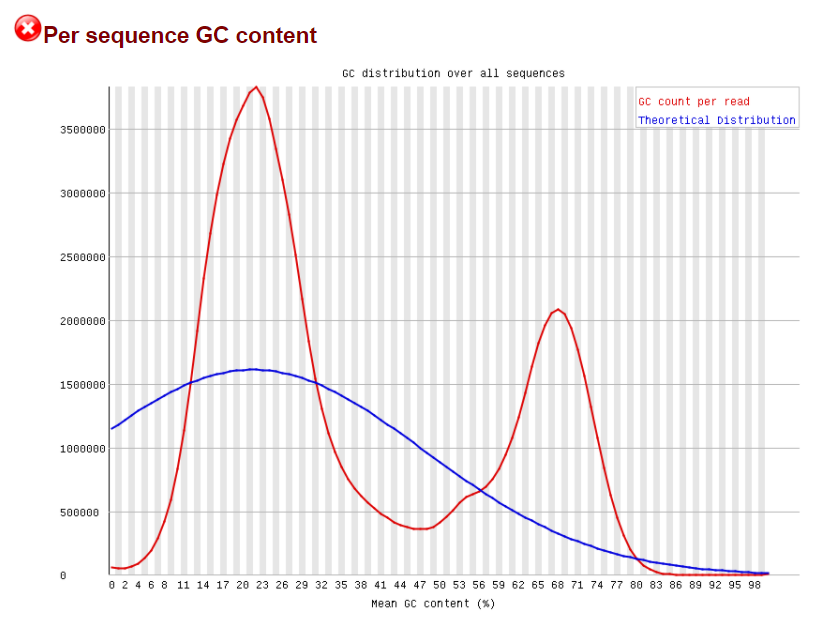 Per sequence GC content
GC distribution over all sequences
GC count per read
Theoretical Distribution
3500000
3000000
2500000
2000000
1500000
1000000
500000
0
0 2 4 6 8 11 14 17 20 23 26 29 32 35 38 41 44 47 50 53 56 59 62 65 68 71 74 77 80 83 86 89 92 95 98
Mean GC content (%)